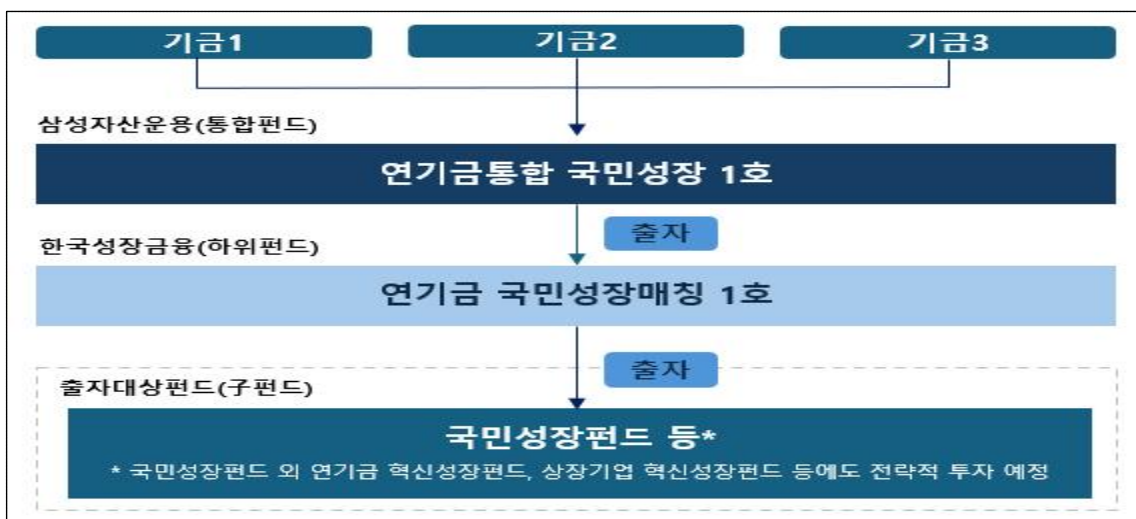 기금1 기금2 기금3
삼성자산운용(통합펀드)
연기금통합 국민성장 1호
출자
한국성장금융(하위펀드)
연기금 국민성장매칭 1호
출자
출자대상펀드(子펀드)
국민성장펀드 등*
* 국민성장펀드 외 연기금 혁신성장펀드, 상장기업 혁신성장펀드 등에도 전략적 투자 예정